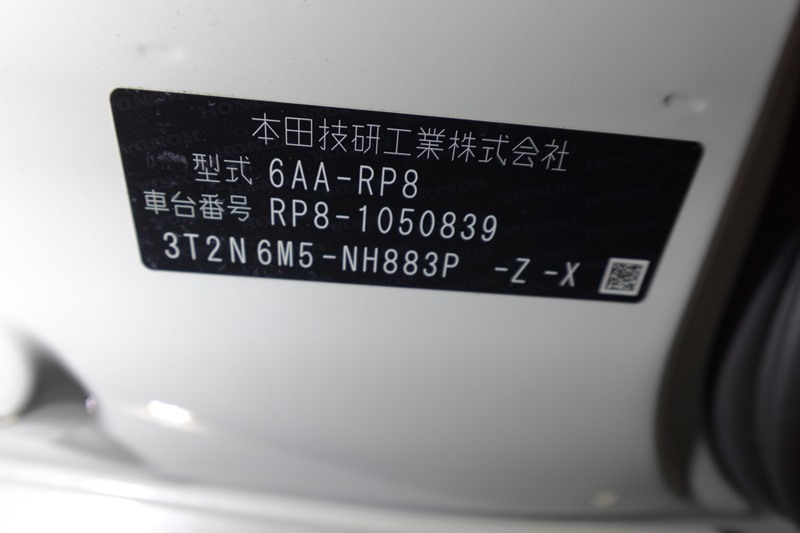 本田技研工業株式会社
型式 6AA-RP8
車台番号 RP8-1050839
3T2N6M5-NH883P -Z-X